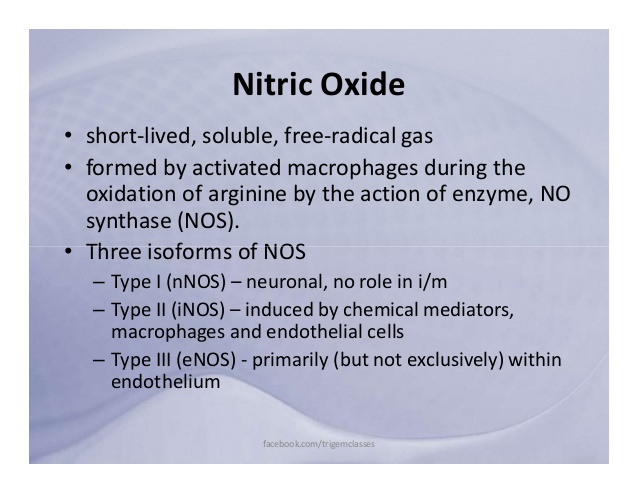 Nitric Oxide
• short-lived, soluble, free-radical gas
• formed by activated macrophages during the
oxidation of arginine by the action of enzyme, NO
synthase (NOS).
• Three isoforms of NOS
– Type I (nNOS) – neuronal, no role in i/m
– Type II (iNOS) – induced by chemical mediators,
macrophages and endothelial cells
– Type III (eNOS) - primarily (but not exclusively) within
endothelium
facebook.com/trigemclasses